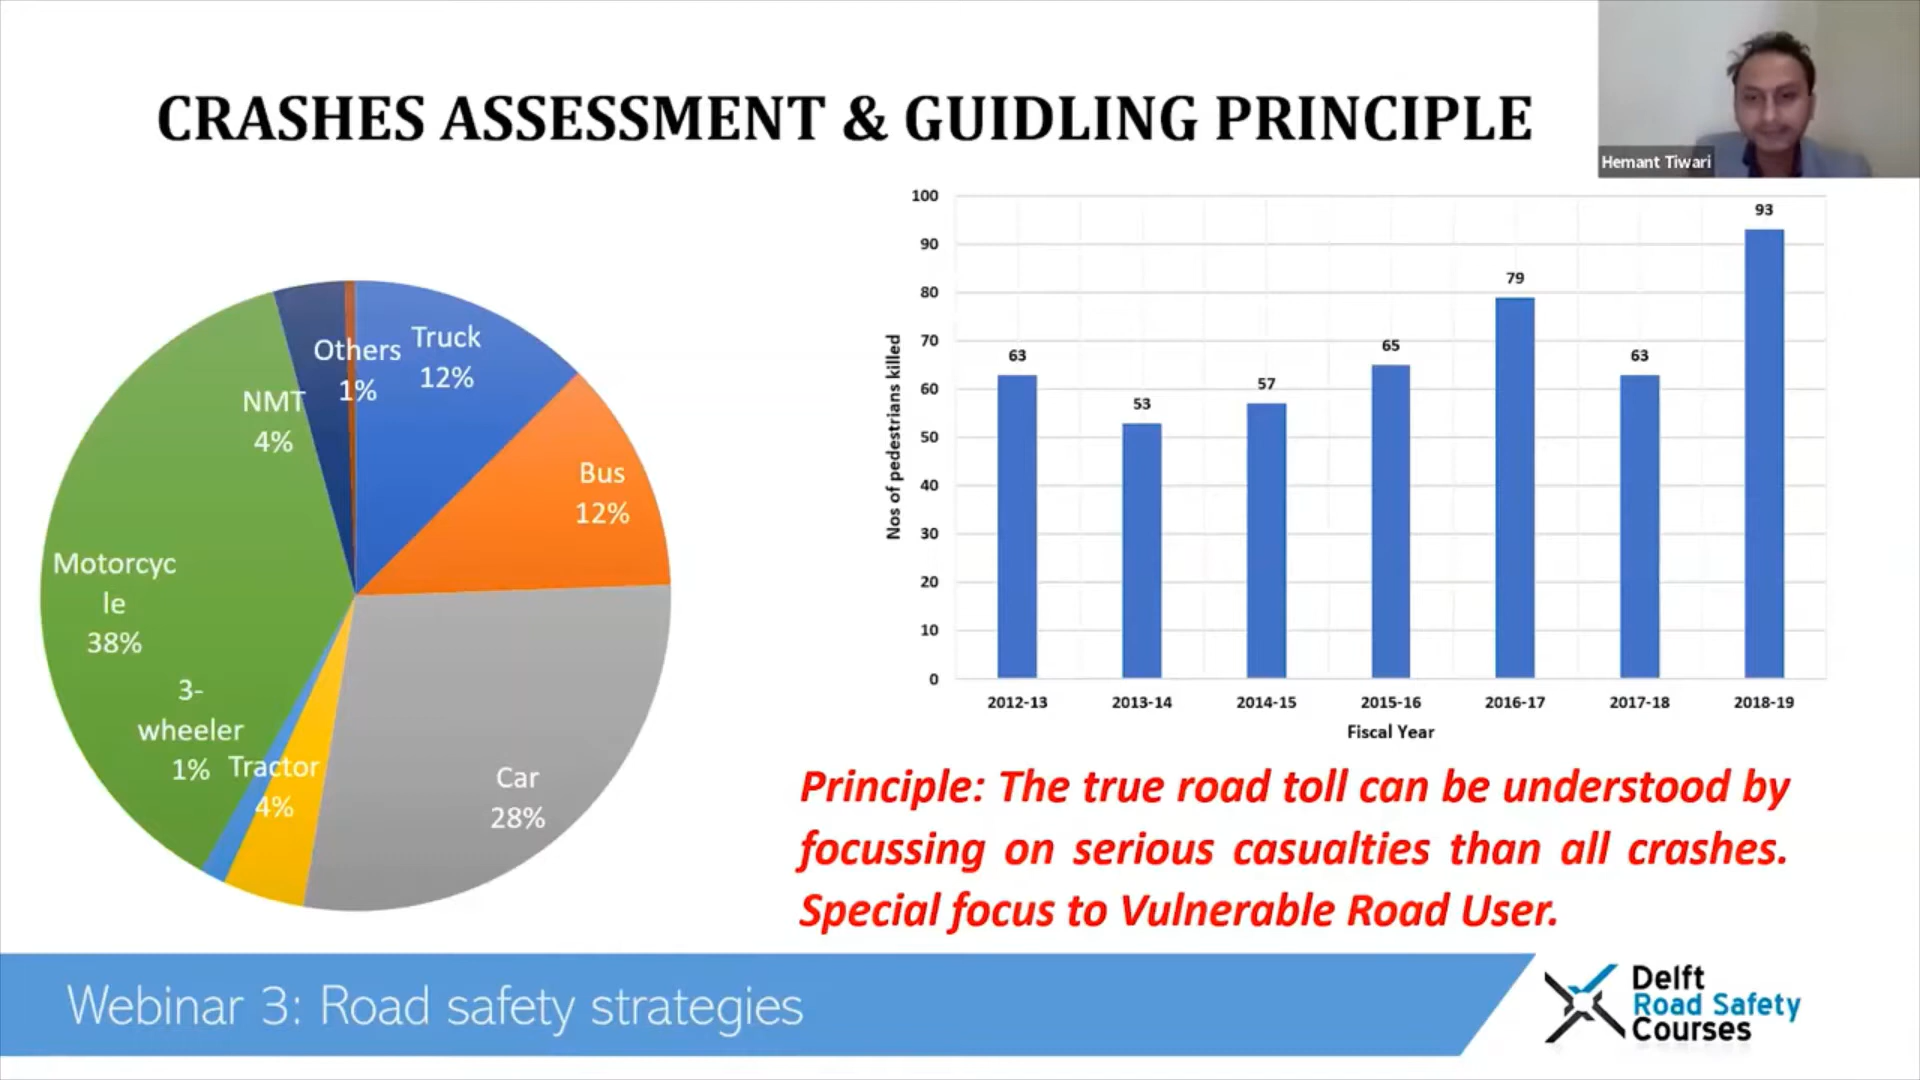 CRASHES ASSESSMENT & GUIDLING PRINCIPLE
Hemant Tiwari
Others
1%
Truck
12%
NMT
4%
Bus
12%
Motorcyc
le
38%
3-
wheeler
1%
Tractor
4%
Car
28%
Nos of pedestrians killed
100
90
80
70
60
50
40
30
20
10
0
63
53
57
65
79
63
93
2012-13
2013-14
2014-15
2015-16
2016-17
2017-18
2018-19
Fiscal Year
Principle: The true road toll can be understood by
focussing on serious casualties than all crashes.
Special focus to Vulnerable Road User.
Webinar 3: Road safety strategies
Delft
Road Safety
Courses